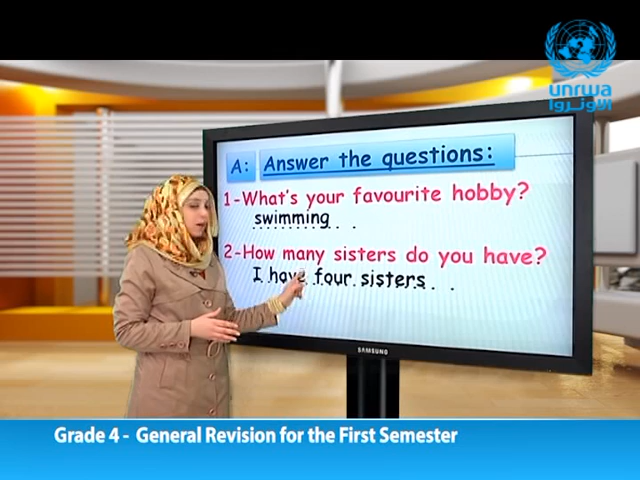 unrwa
الأونروا
A: Answer the questions:
1-What's your favourite hobby?
swimming
2-How many sisters do you have?
I have four sisters
SAMSUNG
Grade 4 - General Revision for the First Semester